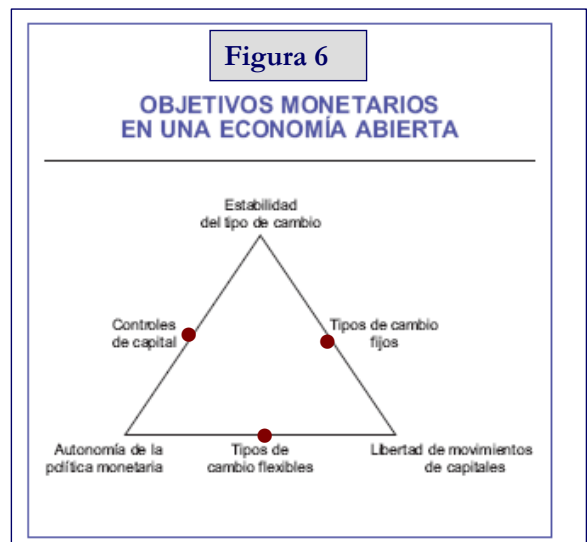 Figura 6
OBJETIVOS MONETARIOS
EN UNA ECONOMÍA ABIERTA
Estabilidad
del tipo de cambio
Controles
de capital
Tipos de cambio
fijos
Autonomía de la
política monetaria
Tipos de
cambio flexibles
Libertad de movimientos
de capitales